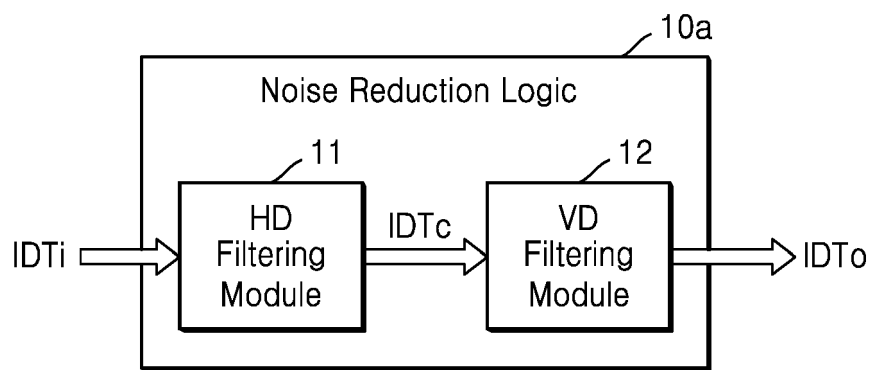 10a
Noise Reduction Logic
11
12
IDTi
HD
Filtering
Module
IDTc
VD
Filtering
Module
IDTo